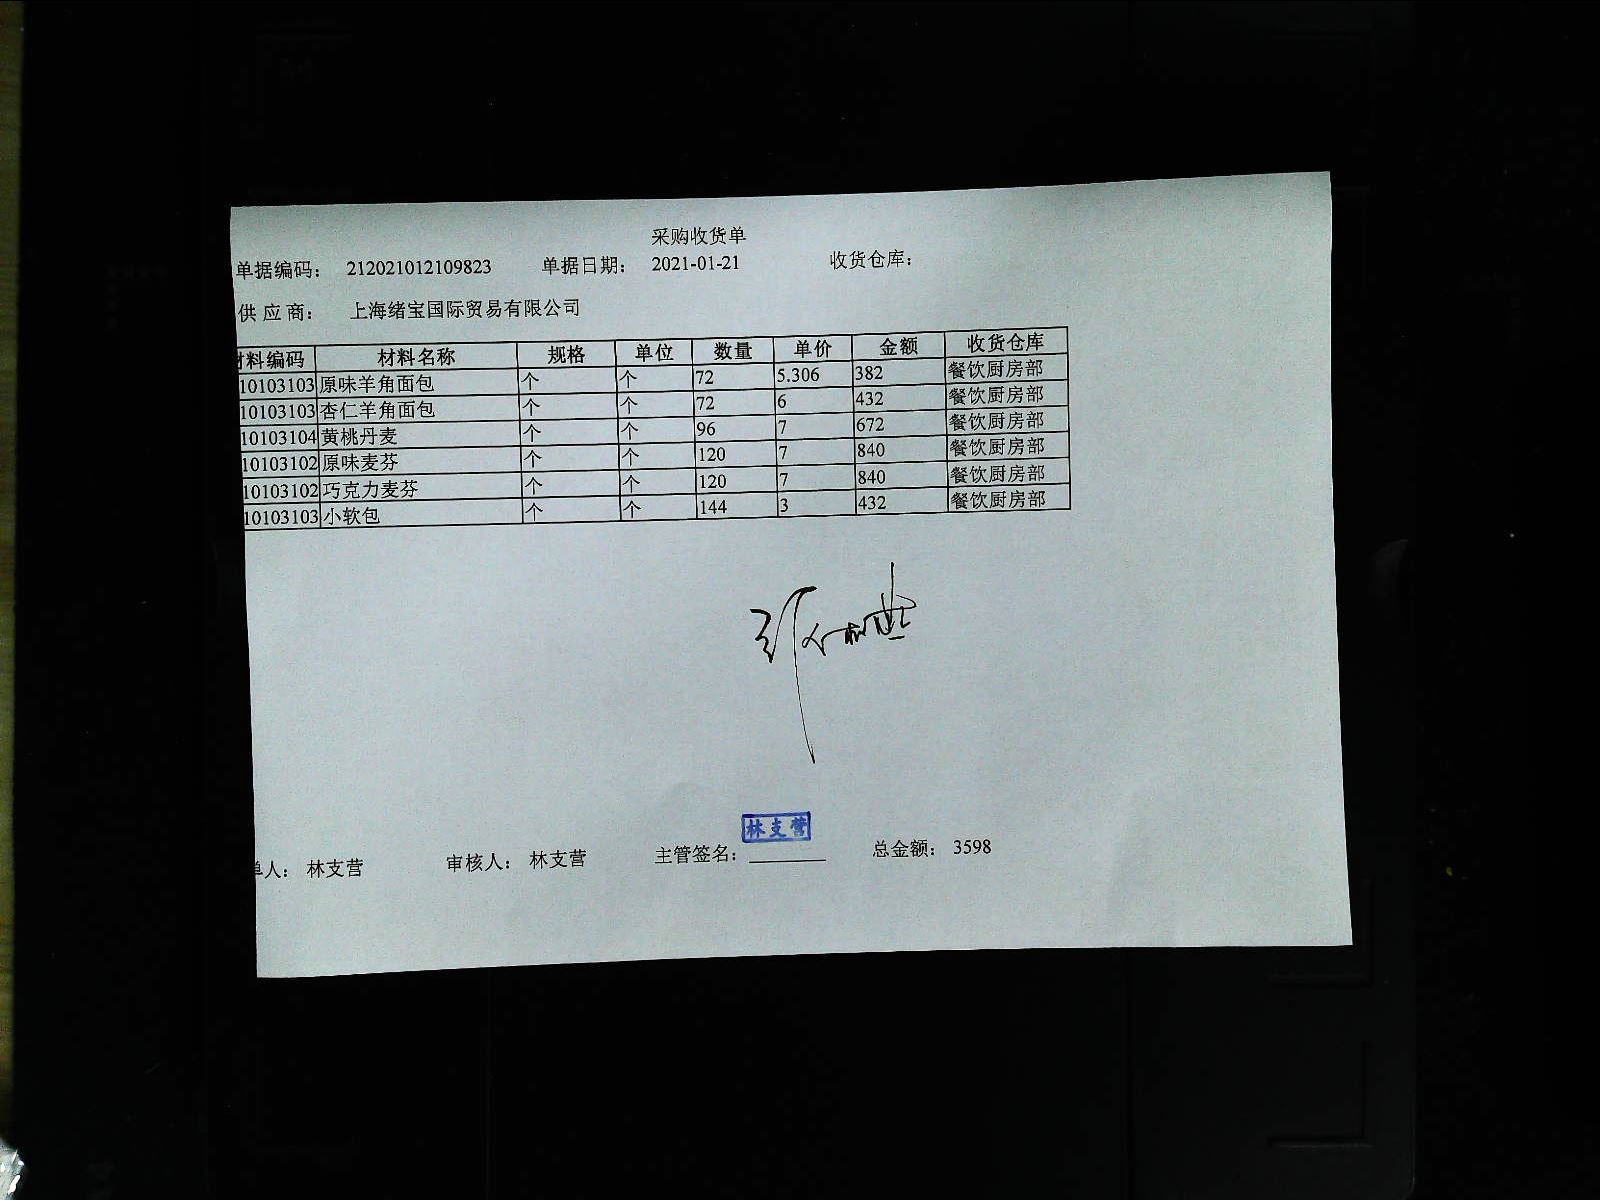 采购收货单
单据编码: 212021012109823 单据日期: 2021-01-21 收货仓库:
供应商: 上海绪宝国际贸易有限公司
材料编码 材料名称 规格 单位 数量 单价 金额 收货仓库
10103103 原味羊角面包 个 个 72 5.306 382 餐饮厨房部
10103103 杏仁羊角面包 个 个 72 6 432 餐饮厨房部
10103104 黄桃丹麦 个 个 96 7 672 餐饮厨房部
10103102 原味麦芬 个 个 120 7 840 餐饮厨房部
10103102 巧克力麦芬 个 个 120 7 840 餐饮厨房部
10103103 小软包 个 个 144 3 432 餐饮厨房部
林支营
单人: 林支营 审核人: 林支营 主管签名: 总金额: 3598